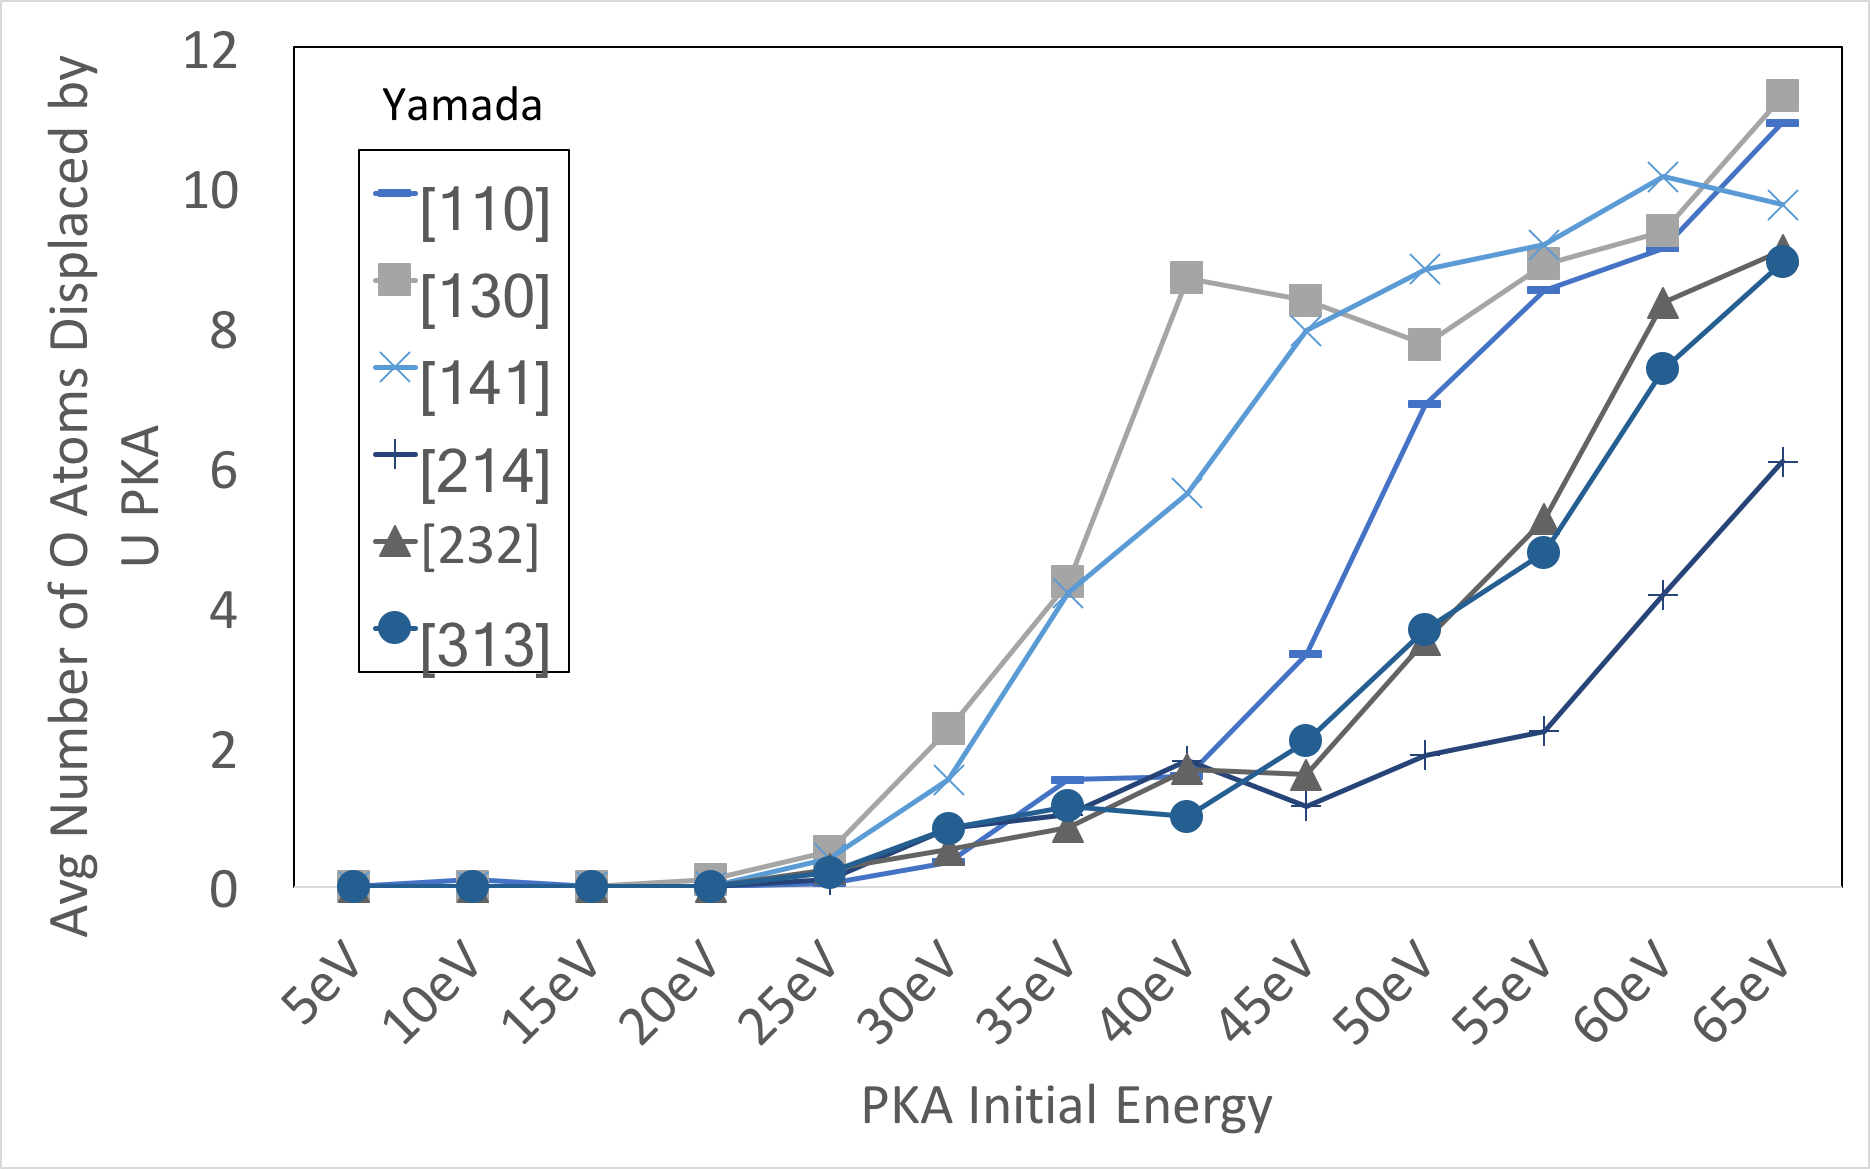 Avg Number of O Atoms Displaced by
U PKA
12
10
8
6
4
2
0
Yamada
[110]
[130]
[141]
[214]
[232]
[313]
5eV
10eV
15eV
20eV
25eV
30eV
35eV
40eV
45eV
50eV
55eV
60eV
65eV
PKA Initial Energy